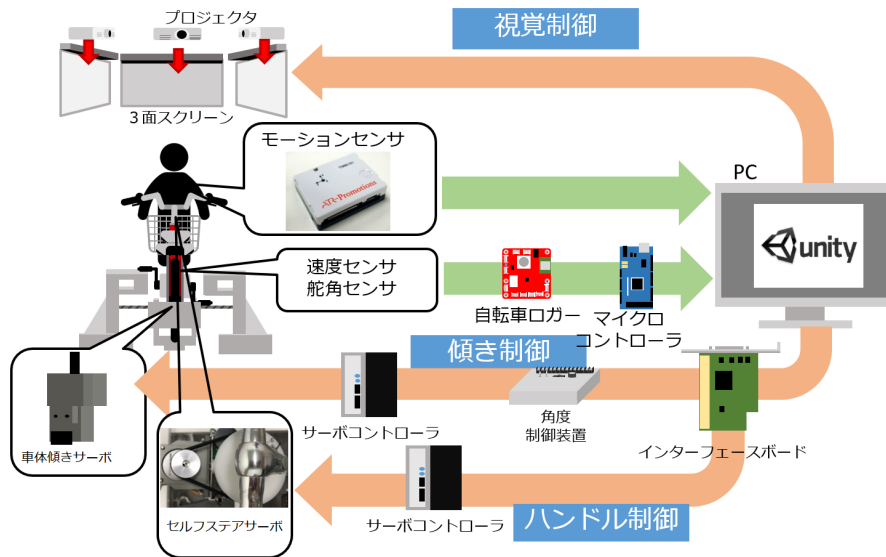 プロジェクタ
視覚制御
3面スクリーン
モーションセンサ
ATR-Promotions
PC
unity
速度センサ
舵角センサ
自転車ロガー
マイクロ
コントローラ
傾き制御
サーボコントローラ
角度
制御装置
インターフェースボード
車体傾きサーボ
セルフステアサーボ
サーボコントローラ
ハンドル制御